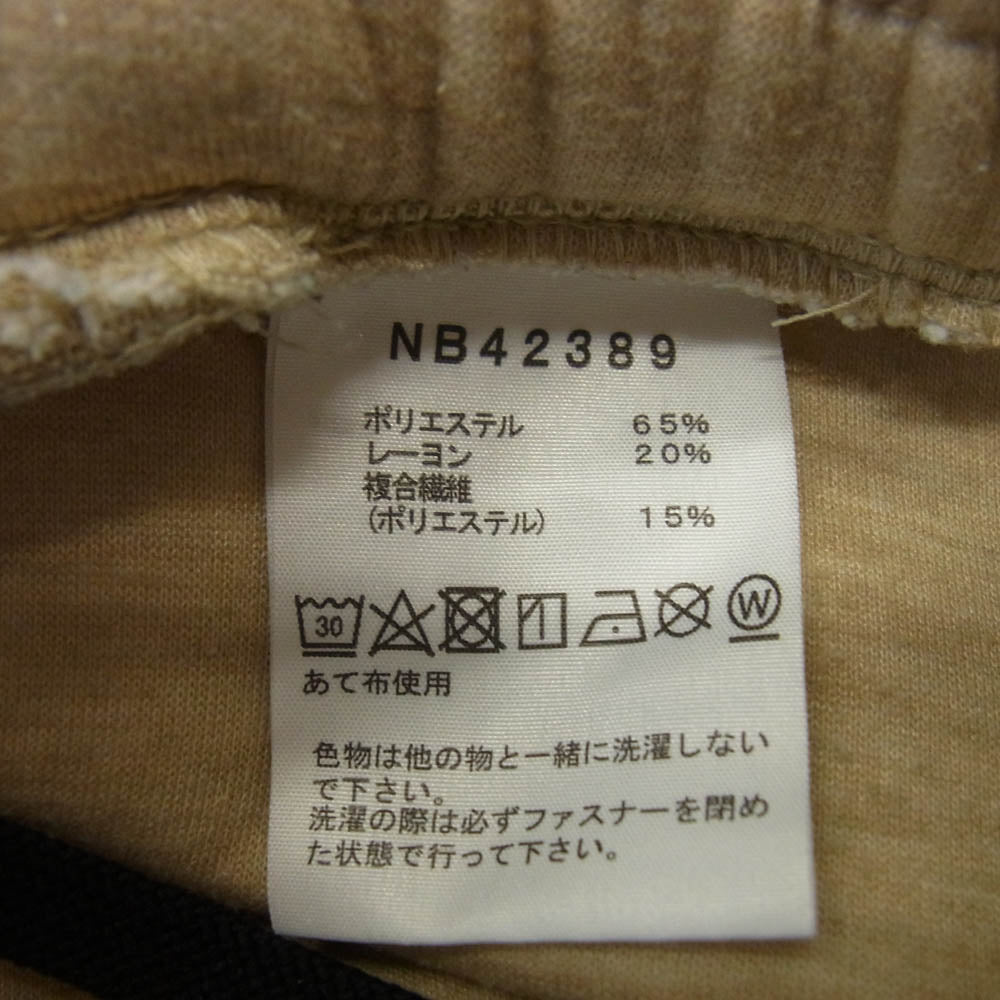 NB42389
ポリエステル 65%
レーヨン 20%
複合繊維
(ポリエステル) 15%
30 W
あて布使用
色物は他の物と一緒に洗濯しない
で下さい。
洗濯の際は必ずファスナーを閉め
た状態で行って下さい。